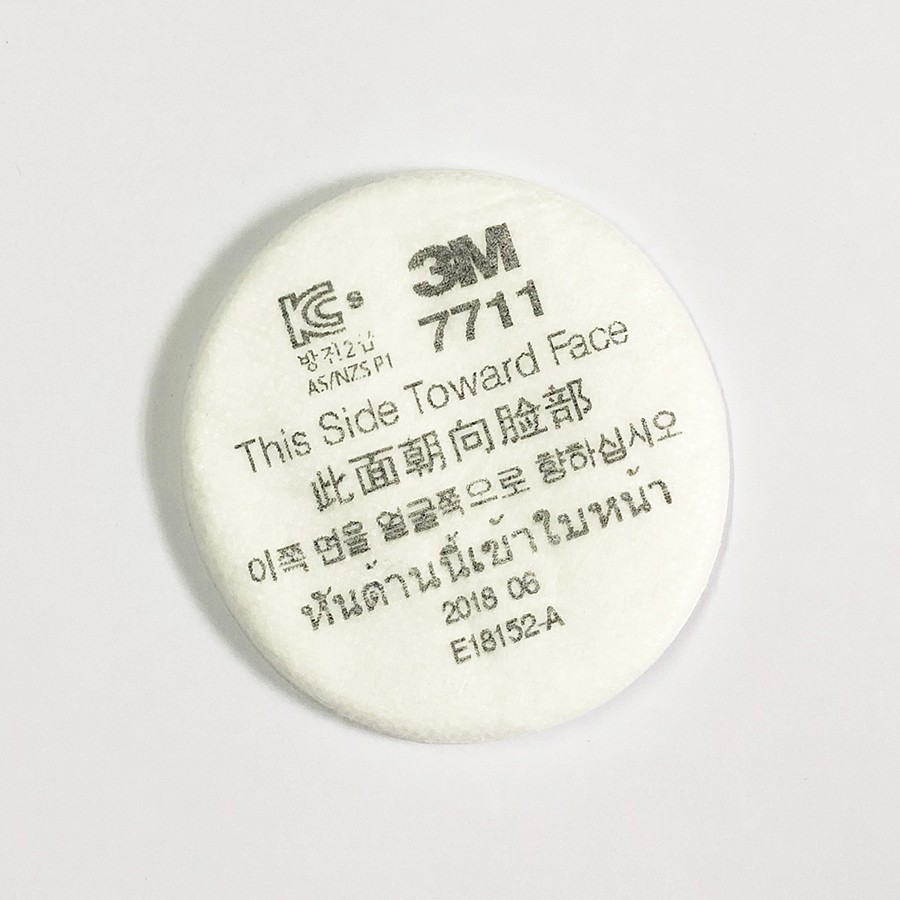 3M
7711
KCs
방진2급
AS/NZS P1
This Side Toward Face
此面朝向脸部
이쪽 면을 얼굴쪽으로 향하십시오
หันด้านนี้เข้าใบหน้า
2018 06
E18152-A